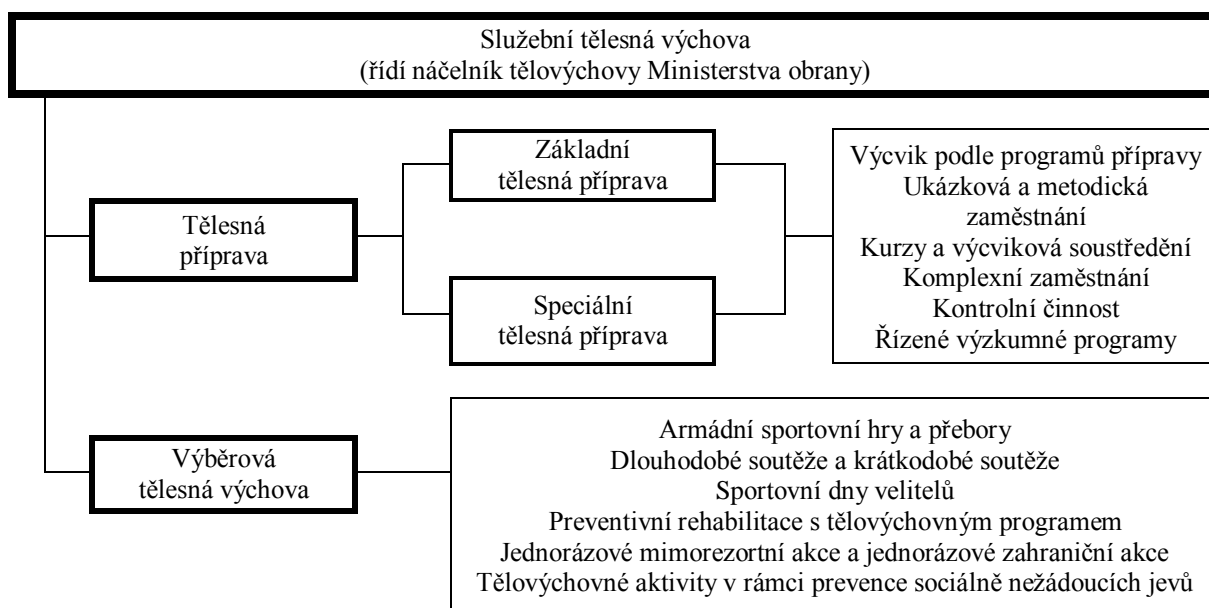 Služební tělesná výchova
(řídí náčelník tělovýchovy Ministerstva obrany)
Tělesná
příprava
Základní
tělesná příprava
Speciální
tělesná příprava
Výcvik podle programů přípravy
Ukázková a metodická
zaměstnání
Kurzy a výcviková soustředění
Komplexní zaměstnání
Kontrolní činnost
Řízené výzkumné programy
Výběrová
tělesná výchova
Armádní sportovní hry a přebory
Dlouhodobé soutěže a krátkodobé soutěže
Sportovní dny velitelů
Preventivní rehabilitace s tělovýchovným programem
Jednorázové mimorezortní akce a jednorázové zahraniční akce
Tělovýchovné aktivity v rámci prevence sociálně nežádoucích jevů